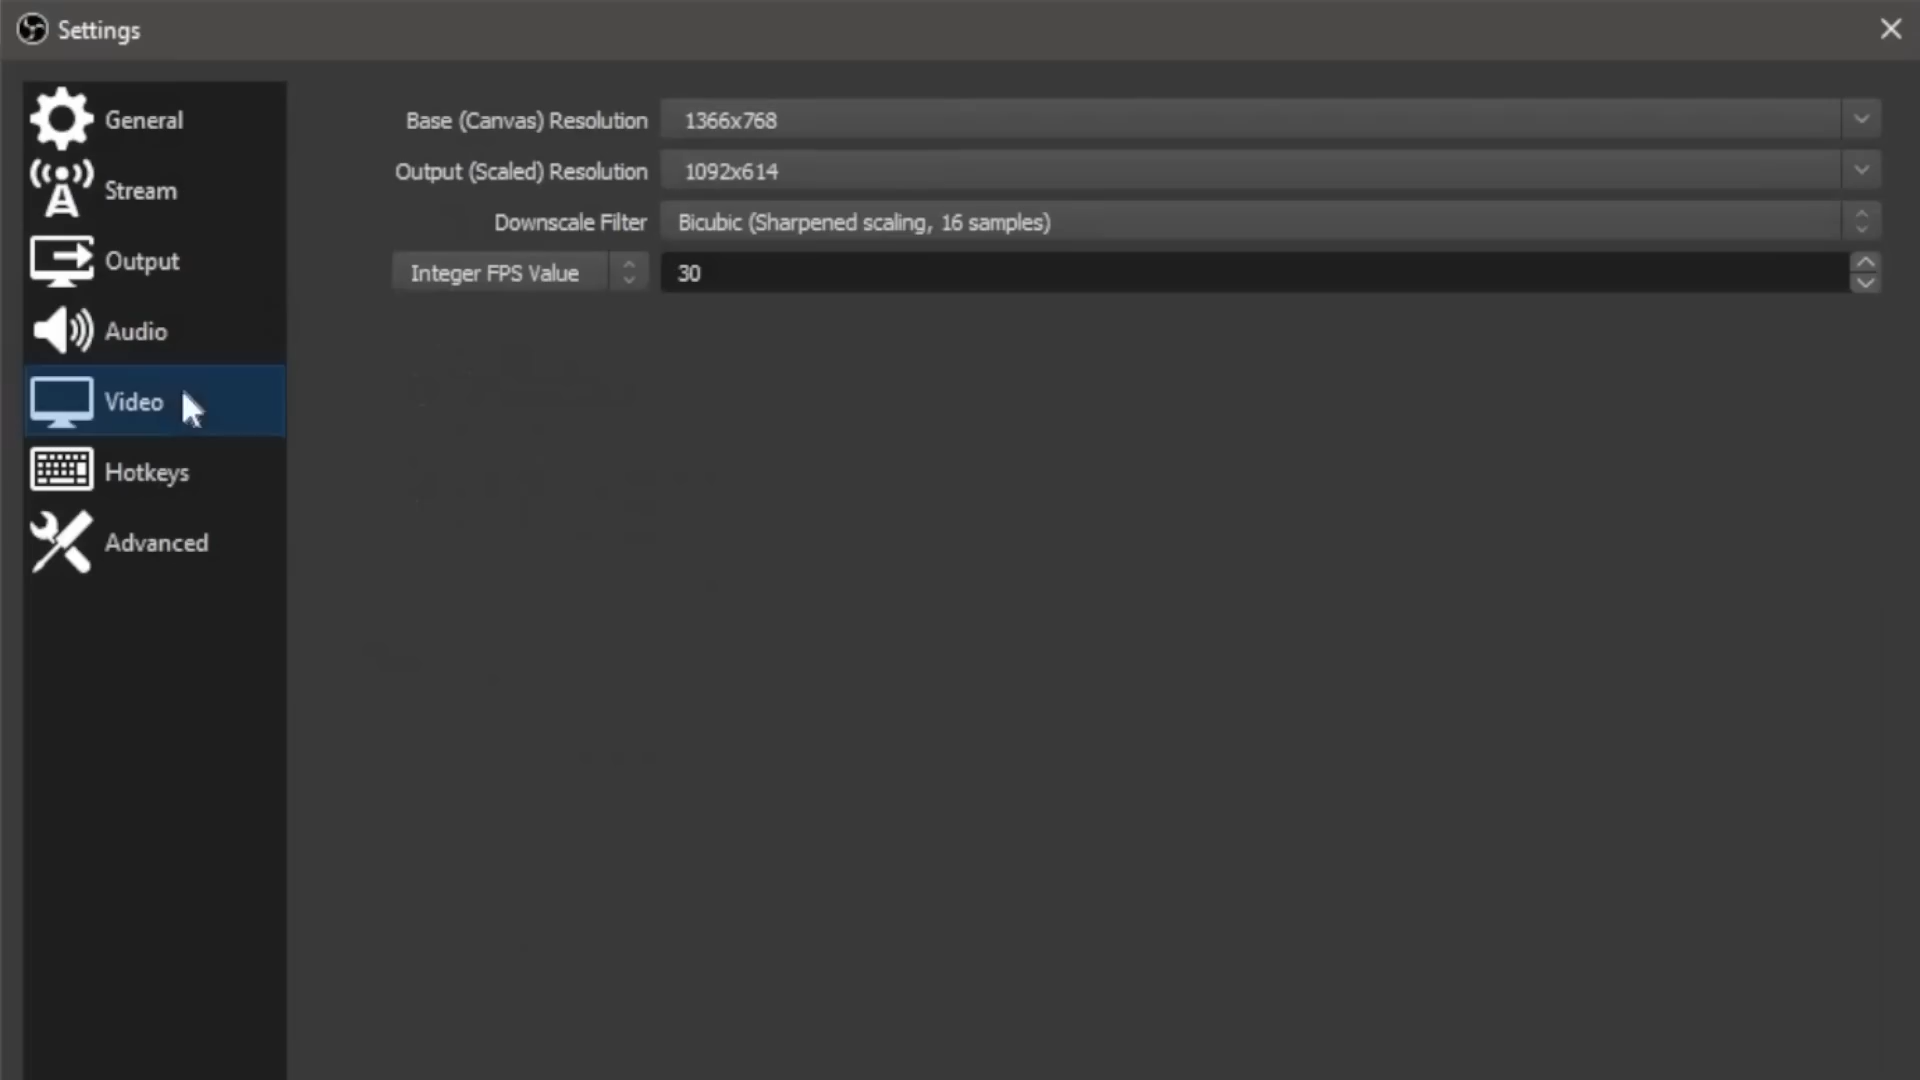 Settings
General
Stream
Output
Audio
Video
Hotkeys
Advanced
Base (Canvas) Resolution 1366x768
Output (Scaled) Resolution 1092x614
Downscale Filter Bicubic (Sharpened scaling, 16 samples)
Integer FPS Value 30